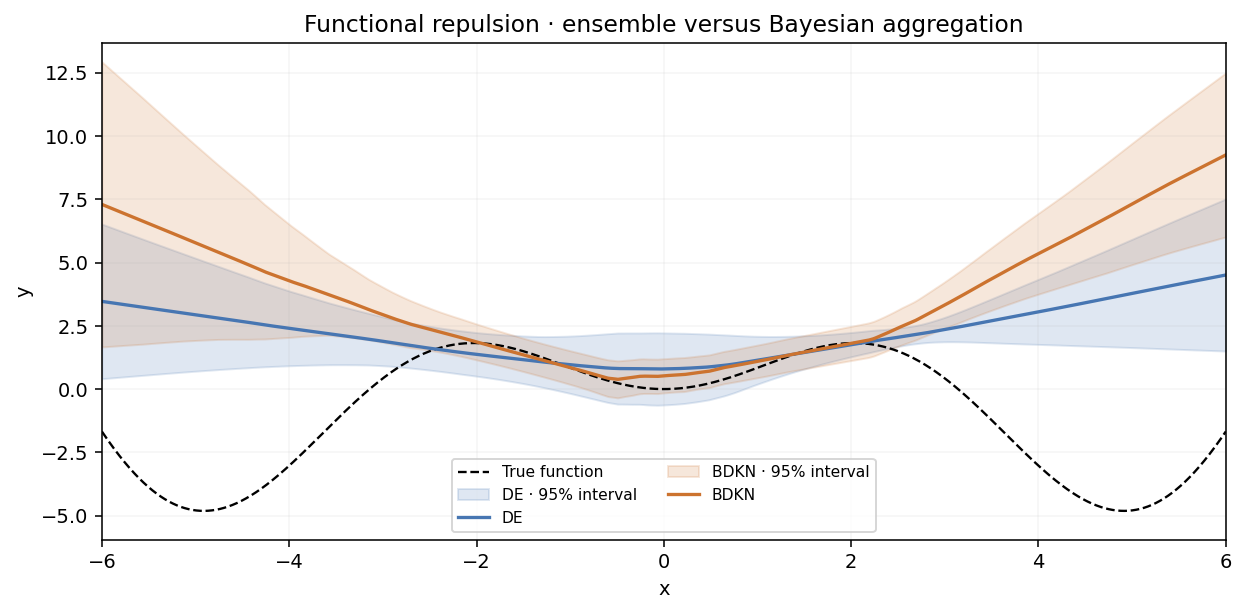 Functional repulsion · ensemble versus Bayesian aggregation
12.5
10.0
7.5
5.0
2.5
0.0
−2.5
−5.0
y
True function
DE · 95% interval
DE
BDKN · 95% interval
BDKN
−6
−4
−2
0
2
4
6
x